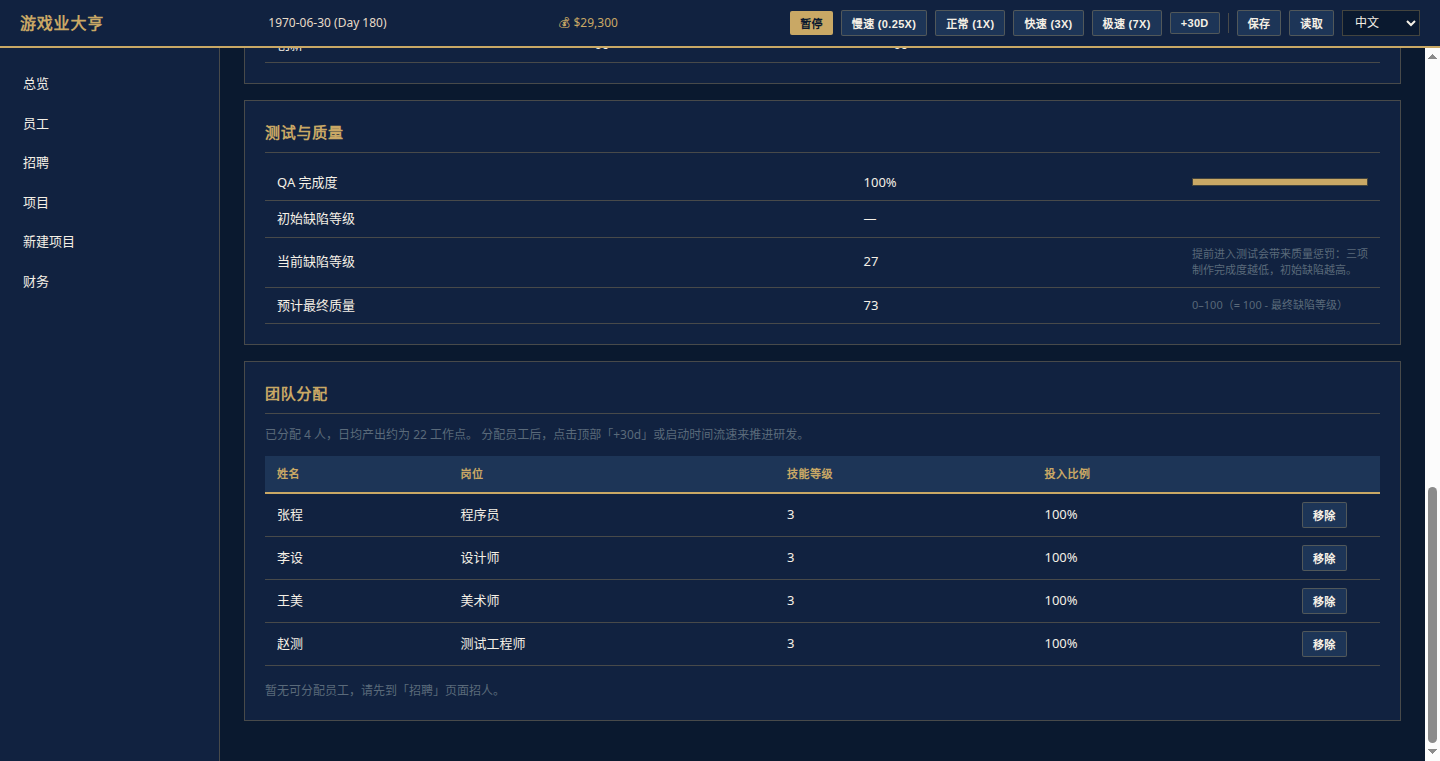 游戏业大亨
1970-06-30 (Day 180)
💰 $29,300
暂停
慢速 (0.25X)
正常 (1X)
快速 (3X)
极速 (7X)
+30D
保存
读取
中文
总览
员工
招聘
项目
新建项目
财务
测试与质量
QA 完成度 100%
初始缺陷等级 —
当前缺陷等级 27
提前进入测试会带来质量惩罚：三项
制作完成度越低，初始缺陷越高。
预计最终质量 73 0–100（= 100 - 最终缺陷等级）
团队分配
已分配 4 人，日均产出约为 22 工作点。 分配员工后，点击顶部「+30d」或启动时间流速来推进研发。
姓名 岗位 技能等级 投入比例
张程 程序员 3 100% 移除
李设 设计师 3 100% 移除
王美 美术师 3 100% 移除
赵测 测试工程师 3 100% 移除
暂无可分配员工，请先到「招聘」页面招人。